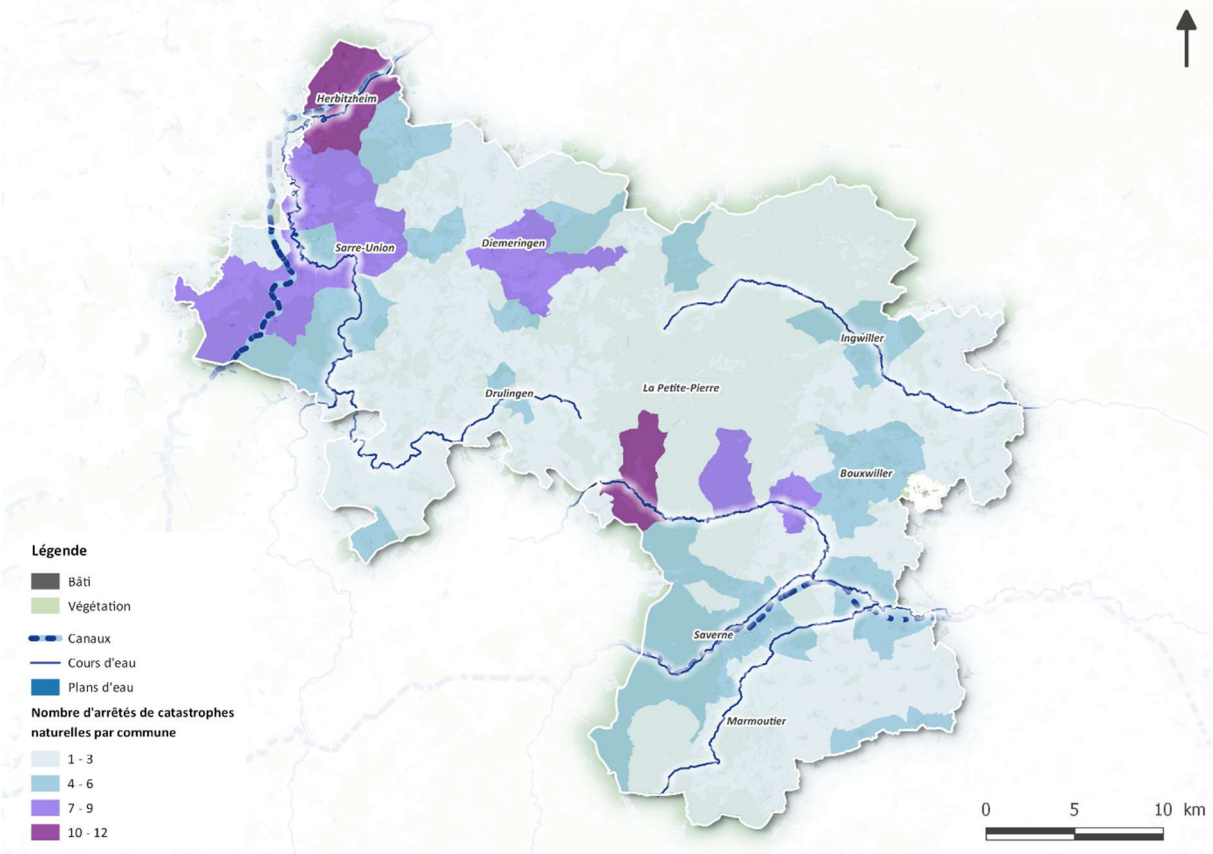 Herbitzheim
Sarre-Union
Diemeringen
Ingwiller
La Petite-Pierre
Drulingen
Bouxwiller
Saverne
Marmoutier
Légende
Bâti
Végétation
Canaux
Cours d'eau
Plans d'eau
Nombre d'arrêtés de catastrophes
naturelles par commune
1 - 3
4 - 6
7 - 9
10 - 12
0 5 10 km